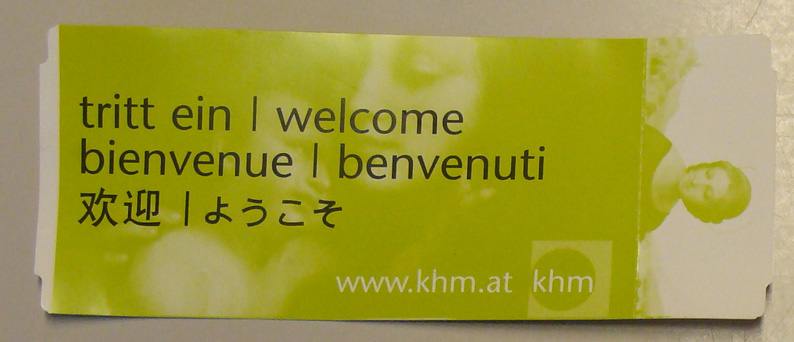 tritt ein | welcome
bienvenue | benvenuti
欢迎 | ようこそ
www.khm.at khm